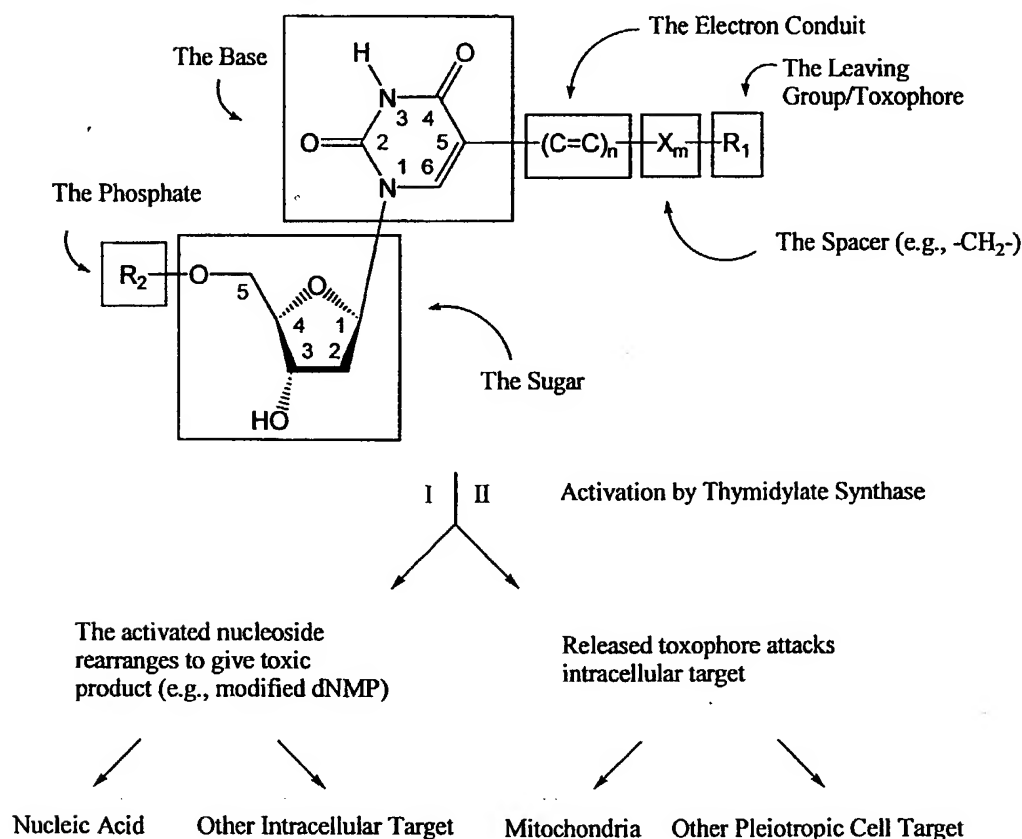 The Electron Conduit
The Base
The Leaving
Group/Toxophore
H
O
N
3
4
O
2
5
(C=C)n
Xm
R1
1
6
N
The Phosphate
The Spacer (e.g., -CH2-)
R2
O
5
O
4
1
3
2
The Sugar
HO
I
II
Activation by Thymidylate Synthase
The activated nucleoside
rearranges to give toxic
product (e.g., modified dNMP)
Released toxophore attacks
intracellular target
Nucleic Acid
Other Intracellular Target
Mitochondria
Other Pleiotropic Cell Target